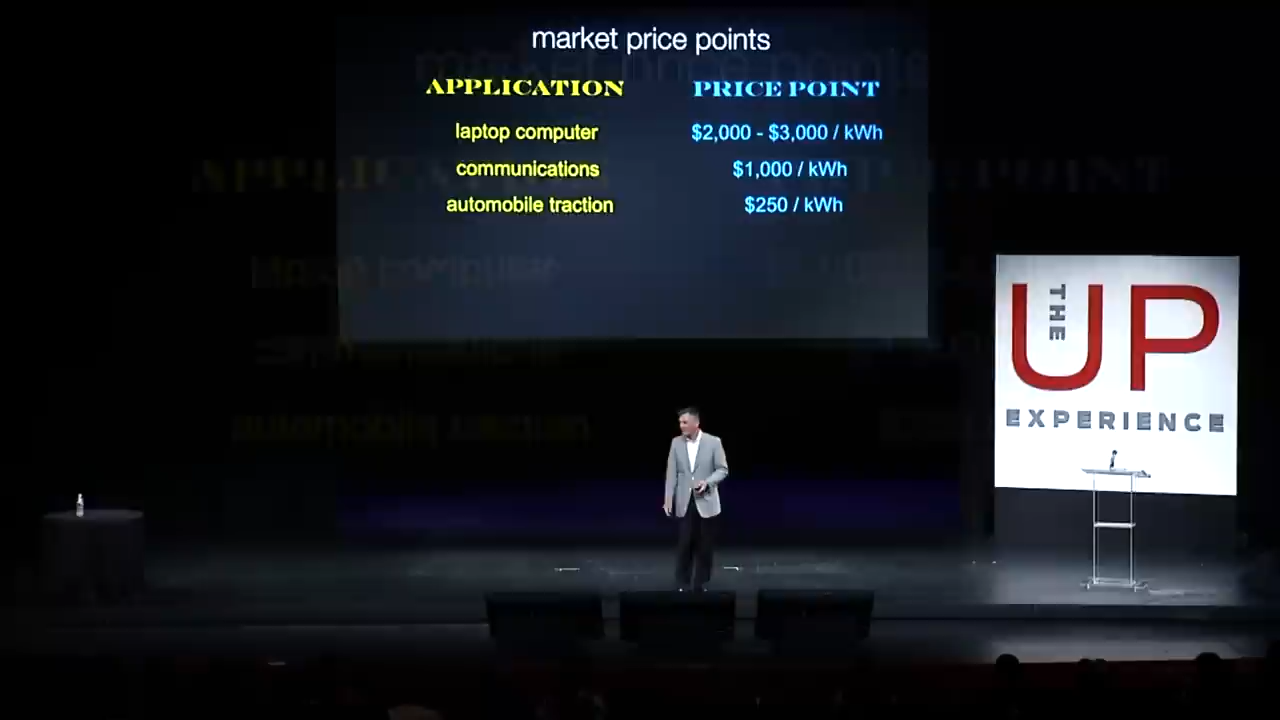 market price points
APPLICATION PRICE POINT
laptop computer $2,000 - $3,000 / kWh
communications $1,000 / kWh
automobile traction $250 / kWh
THE UP
EXPERIENCE